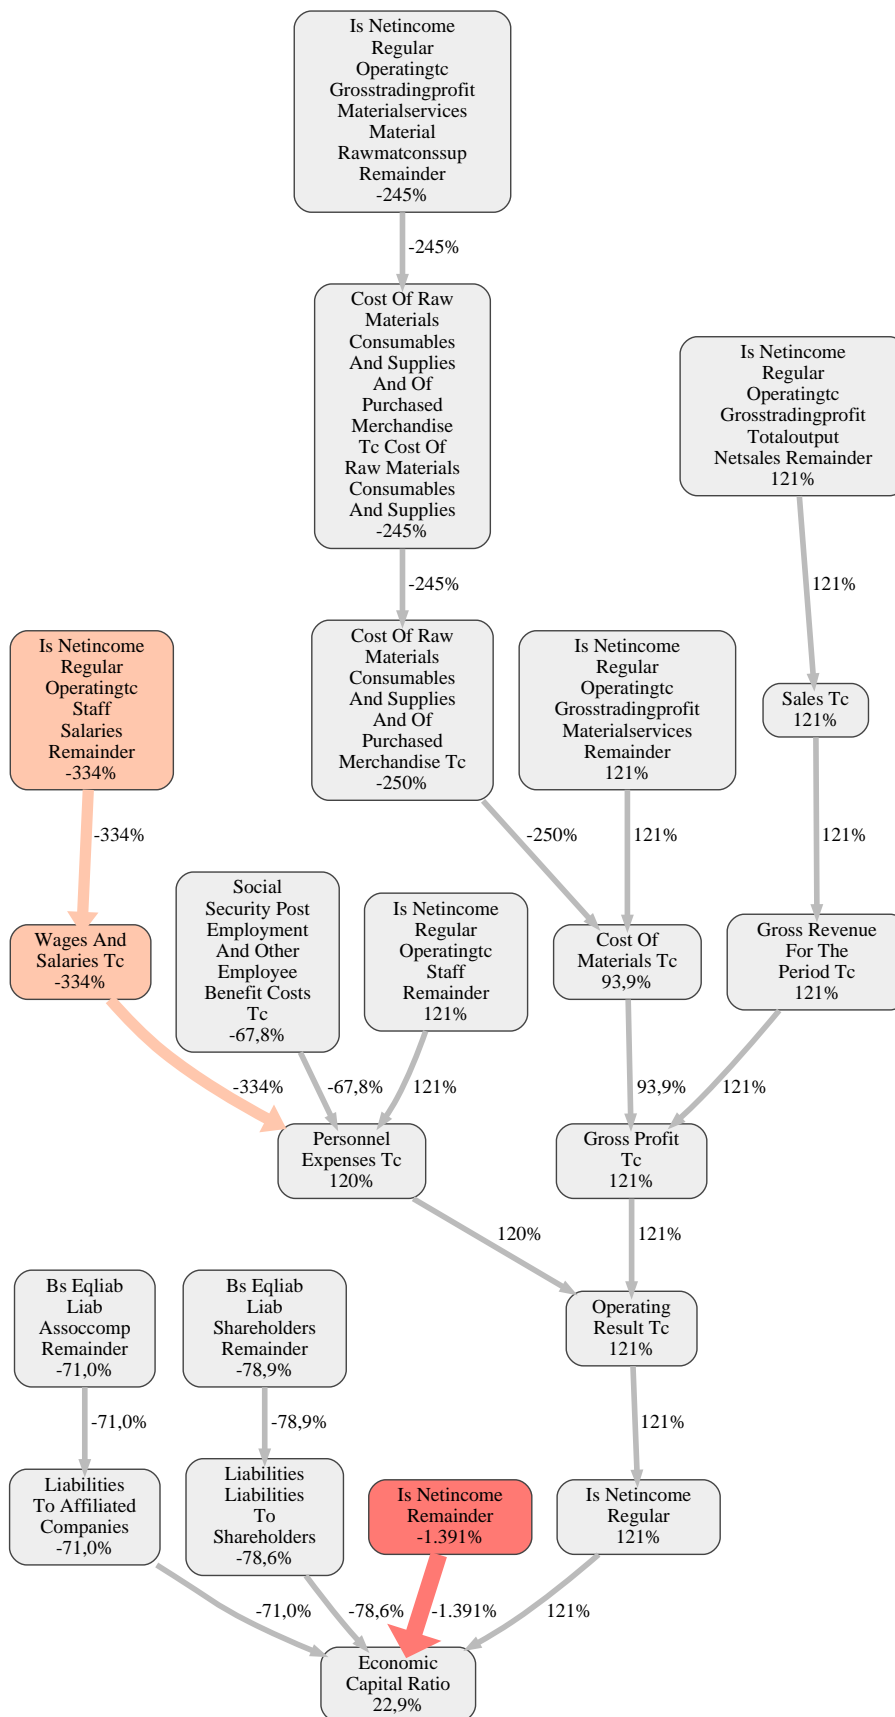 Is Netincome
Regular
Operatingtc
Grosstradingprofit
Materialservices
Material
Rawmatconssup
Remainder
-245%
-245%
Cost Of Raw
Materials
Consumables
And Supplies
And Of
Purchased
Merchandise
Tc Cost Of
Raw Materials
Consumables
And Supplies
-245%
Is Netincome
Regular
Operatingtc
Grosstradingprofit
Totaloutput
Netsales Remainder
121%
-245%
121%
Is Netincome
Regular
Operatingtc
Staff
Salaries
Remainder
-334%
Cost Of Raw
Materials
Consumables
And Supplies
And Of
Purchased
Merchandise Tc
-250%
Is Netincome
Regular
Operatingtc
Grosstradingprofit
Materialservices
Remainder
121%
Sales Tc
121%
-334%
-250%
121%
121%
Wages And
Salaries Tc
-334%
Social
Security Post
Employment
And Other
Employee
Benefit Costs
Tc
-67,8%
Is Netincome
Regular
Operatingtc
Staff
Remainder
121%
Cost Of
Materials Tc
93,9%
Gross Revenue
For The
Period Tc
121%
-334%
-67,8%
121%
93,9%
121%
Personnel
Expenses Tc
120%
Gross Profit
Tc
121%
120%
121%
Bs Eqliab
Liab
Assoccomp
Remainder
-71,0%
Bs Eqliab
Liab
Shareholders
Remainder
-78,9%
Operating
Result Tc
121%
-71,0%
-78,9%
121%
Liabilities
To Affiliated
Companies
-71,0%
Liabilities
Liabilities
To
Shareholders
-78,6%
Is Netincome
Remainder
-1.391%
Is Netincome
Regular
121%
-71,0%
-78,6%
-1.391%
121%
Economic
Capital Ratio
22,9%